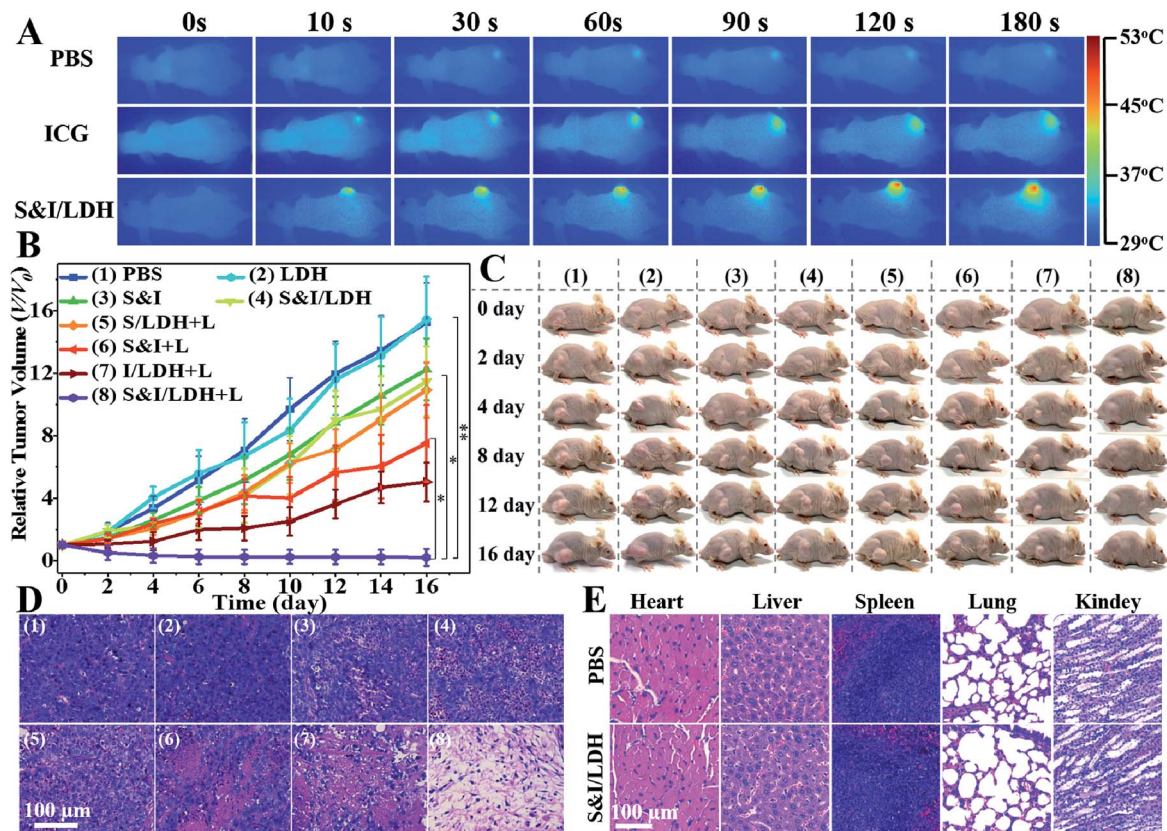 A
0s 10 s 30 s 60s 90 s 120 s 180 s
PBS
ICG
S&I/LDH
53°C
45°C
37°C
29°C
B
(1) PBS (2) LDH
(3) S&I (4) S&I/LDH
(5) S/LDH+L
(6) S&I+L
(7) I/LDH+L
(8) S&I/LDH+L
Relative Tumor Volume (V/V₀)
16
12
8
4
0
0 2 4 6 8 10 12 14 16
Time (day)
*
*
**
C
(1) (2) (3) (4) (5) (6) (7) (8)
0 day
2 day
4 day
8 day
12 day
16 day
D
(1) (2) (3) (4)
(5) (6) (7) (8)
100 µm
E
Heart Liver Spleen Lung Kindey
PBS
S&I/LDH
100 µm